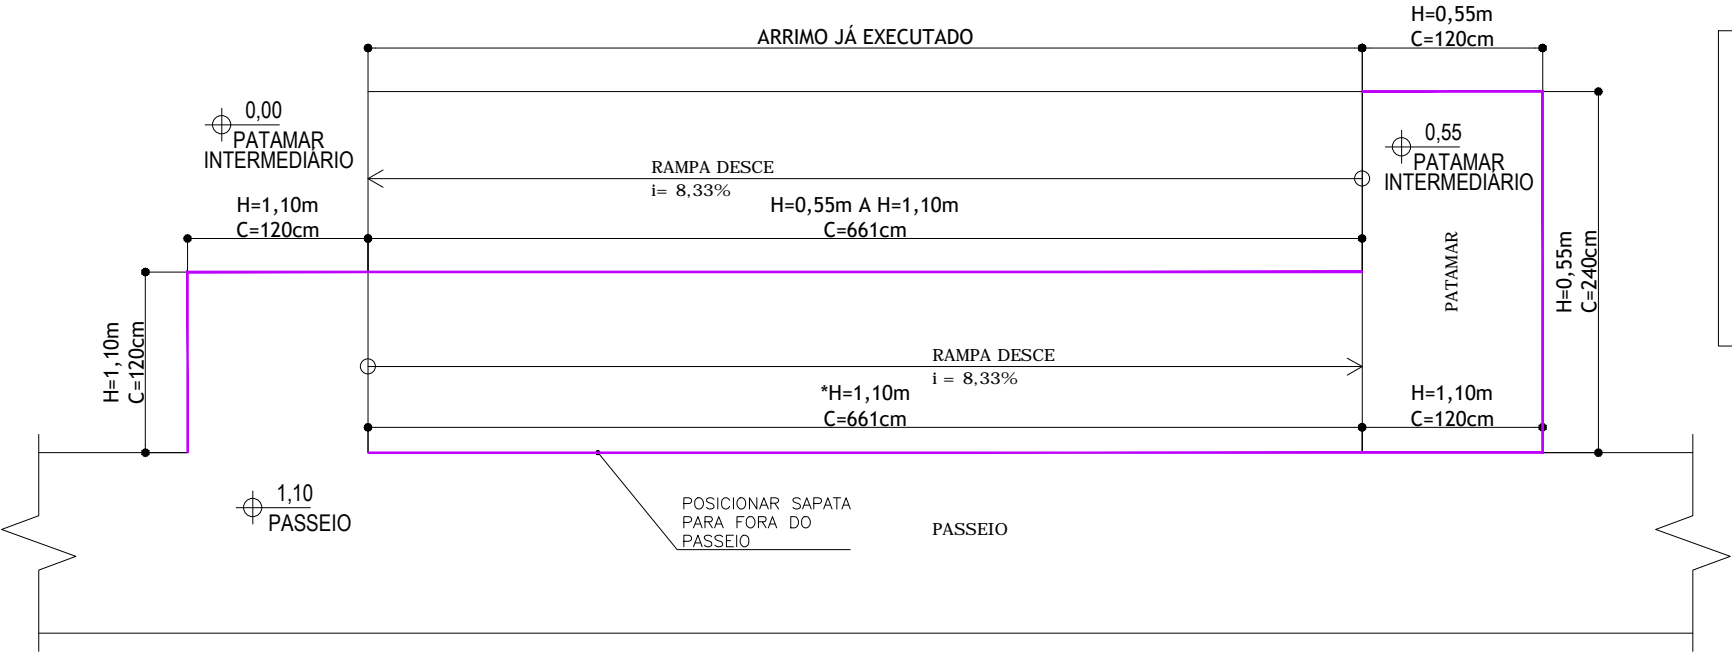 H=0,55m
C=120cm
ARRIMO JÁ EXECUTADO
0,00
PATAMAR
INTERMEDIÁRIO
0,55
PATAMAR
INTERMEDIÁRIO
RAMPA DESCE
i= 8,33%
H=1,10m
C=120cm
H=0,55m A H=1,10m
C=661cm
PATAMAR
H=0,55m
C=240cm
H=1,10m
C=120cm
RAMPA DESCE
i = 8,33%
*H=1,10m
C=661cm
H=1,10m
C=120cm
1,10
PASSEIO
POSICIONAR SAPATA
PARA FORA DO
PASSEIO
PASSEIO